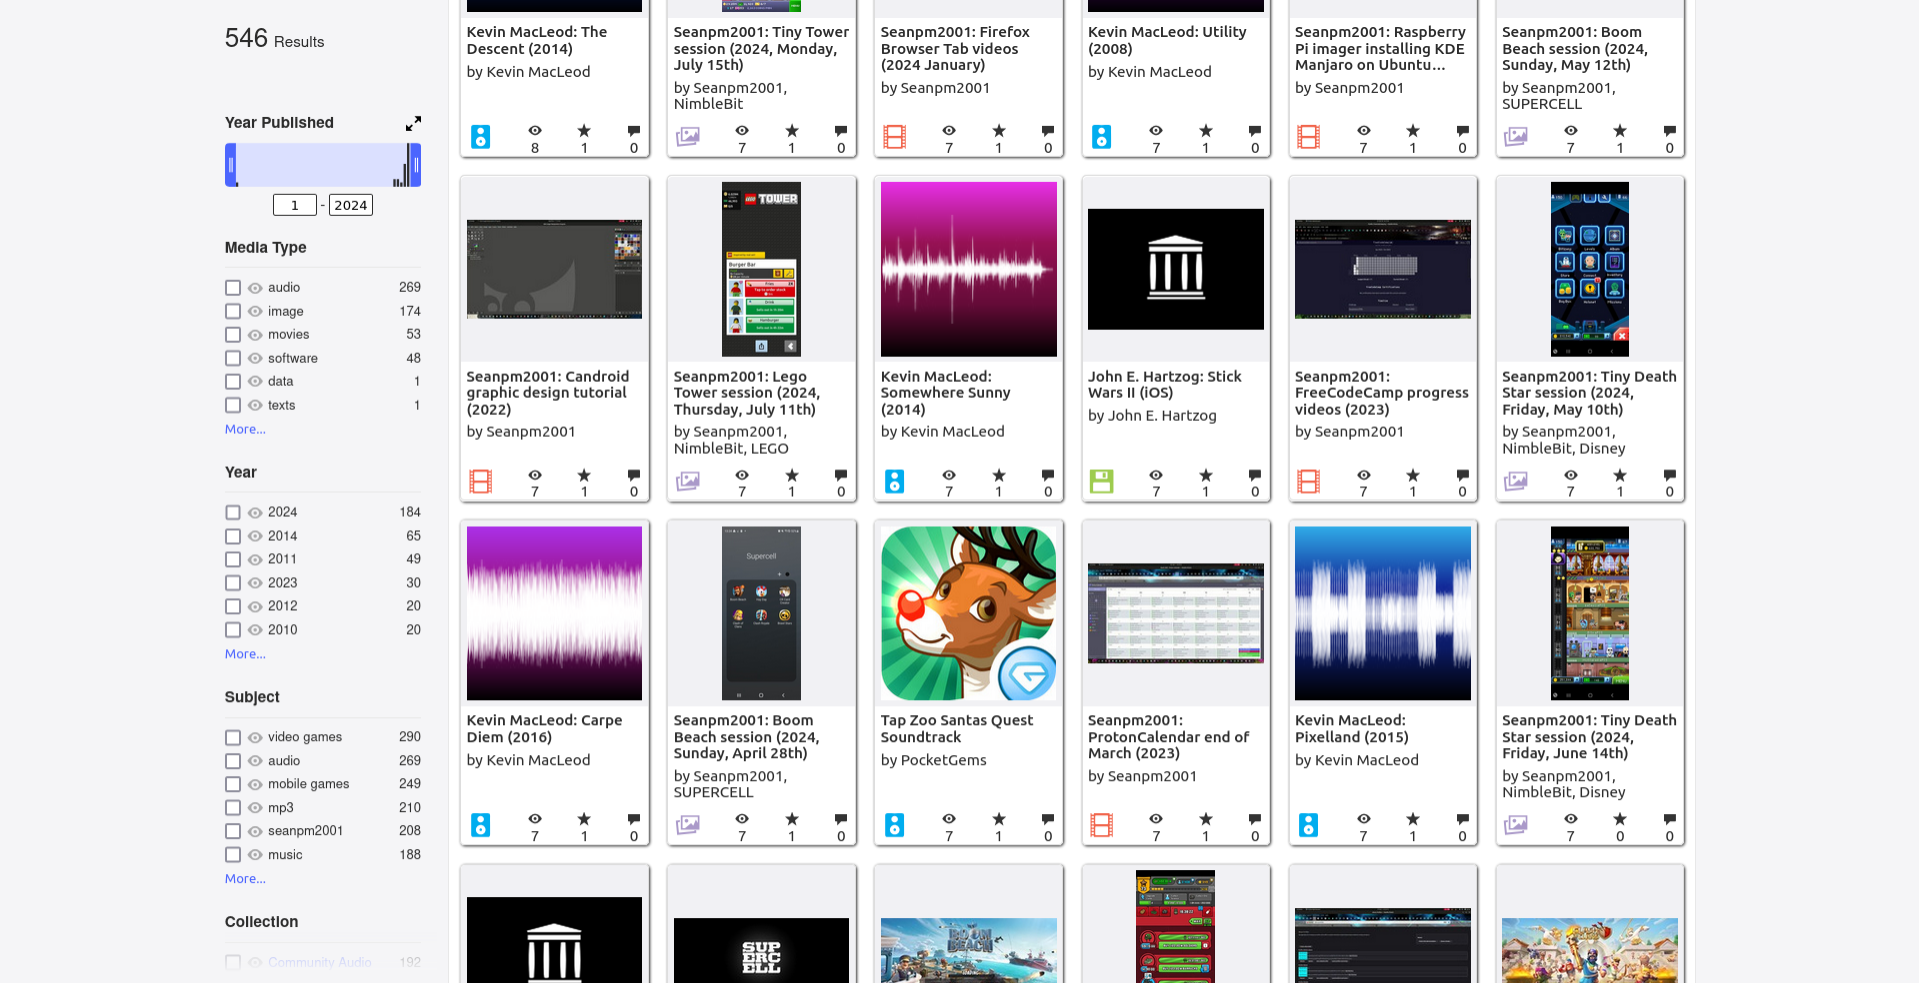 546 Results
Year Published
1 - 2024
Media Type
audio 269
image 174
movies 53
software 48
data 1
texts 1
More...
Year
2024 184
2014 65
2011 49
2023 30
2012 20
2010 20
More...
Subject
video games 290
audio 269
mobile games 249
mp3 210
seanpm2001 208
music 188
More...
Collection
Community Audio 192
Kevin MacLeod: The
Descent (2014)
by Kevin MacLeod
8 1 0
Seanpm2001: Tiny Tower
session (2024, Monday,
July 15th)
by Seanpm2001,
NimbleBit
7 1 0
Seanpm2001: Firefox
Browser Tab videos
(2024 January)
by Seanpm2001
7 1 0
Kevin MacLeod: Utility
(2008)
by Kevin MacLeod
7 1 0
Seanpm2001: Raspberry
Pi imager installing KDE
Manjaro on Ubuntu...
by Seanpm2001
7 1 0
Seanpm2001: Boom
Beach session (2024,
Sunday, May 12th)
by Seanpm2001,
SUPERCELL
7 1 0
Seanpm2001: Candroid
graphic design tutorial
(2022)
by Seanpm2001
7 1 0
LEGO TOWER
Burger Bar
Seanpm2001: Lego
Tower session (2024,
Thursday, July 11th)
by Seanpm2001,
NimbleBit, LEGO
7 1 0
Kevin MacLeod:
Somewhere Sunny
(2014)
by Kevin MacLeod
7 1 0
John E. Hartzog: Stick
Wars II (iOS)
by John E. Hartzog
7 1 0
Seanpm2001:
FreeCodeCamp progress
videos (2023)
by Seanpm2001
7 1 0
Seanpm2001: Tiny Death
Star session (2024,
Friday, May 10th)
by Seanpm2001,
NimbleBit, Disney
7 1 0
Kevin MacLeod: Carpe
Diem (2016)
by Kevin MacLeod
7 1 0
Supercell
Seanpm2001: Boom
Beach session (2024,
Sunday, April 28th)
by Seanpm2001,
SUPERCELL
7 1 0
Tap Zoo Santas Quest
Soundtrack
by PocketGems
7 1 0
Seanpm2001:
ProtonCalendar end of
March (2023)
by Seanpm2001
7 1 0
Kevin MacLeod:
Pixelland (2015)
by Kevin MacLeod
7 1 0
Seanpm2001: Tiny Death
Star session (2024,
Friday, June 14th)
by Seanpm2001,
NimbleBit, Disney
7 0 0
SUP
ERC
ELL
BOOM
BEACH